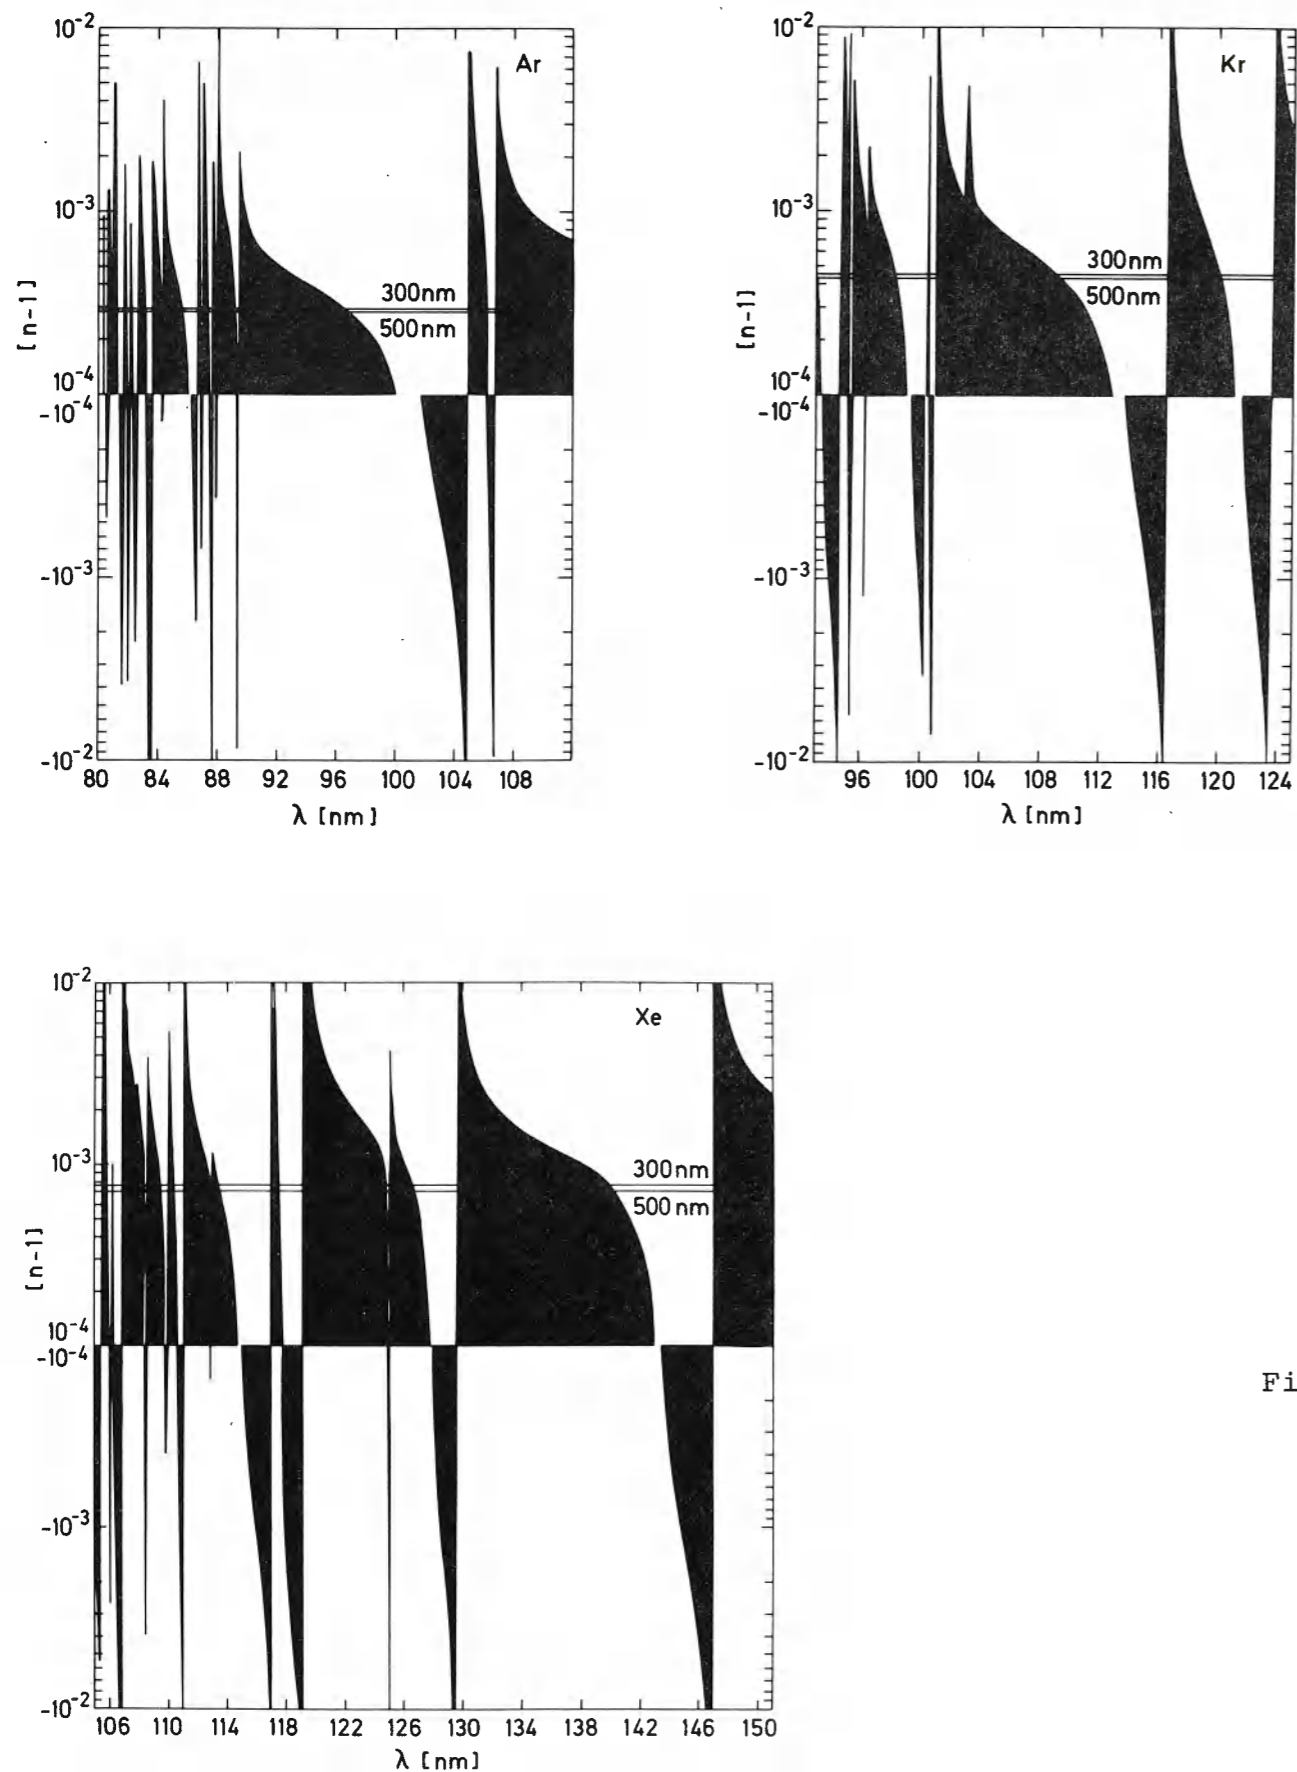 10⁻²
Ar
10⁻³
300nm
500nm
[n-1]
10⁻⁴
-10⁻⁴
-10⁻³
-10⁻²
80 84 88 92 96 100 104 108
λ [nm]
10⁻²
Kr
10⁻³
300nm
500nm
[n-1]
10⁻⁴
-10⁻⁴
-10⁻³
-10⁻²
96 100 104 108 112 116 120 124
λ [nm]
10⁻²
Xe
10⁻³
300nm
500nm
[n-1]
10⁻⁴
-10⁻⁴
-10⁻³
-10⁻²
106 110 114 118 122 126 130 134 138 142 146 150
λ [nm]
Fi